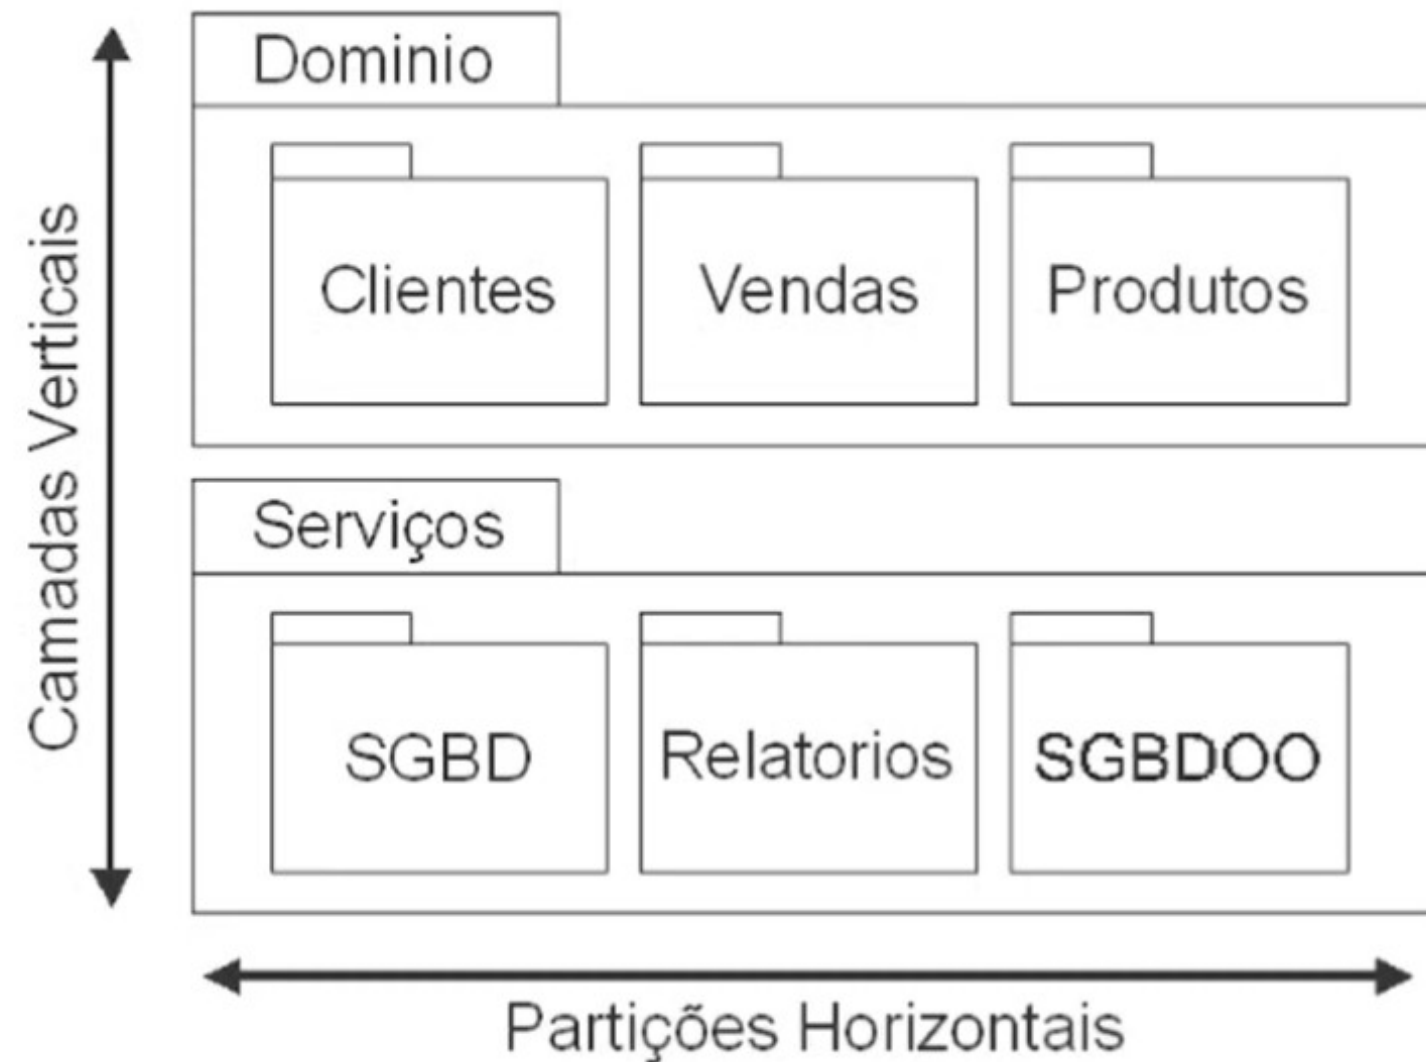 Dominio
Clientes
Vendas
Produtos
Serviços
SGBD
Relatorios
SGBDOO
Camadas Verticais
Partições Horizontais